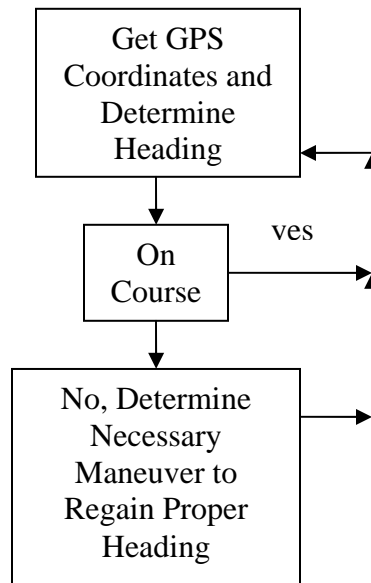 Get GPS
Coordinates and
Determine
Heading
ves
On
Course
No, Determine
Necessary
Maneuver to
Regain Proper
Heading